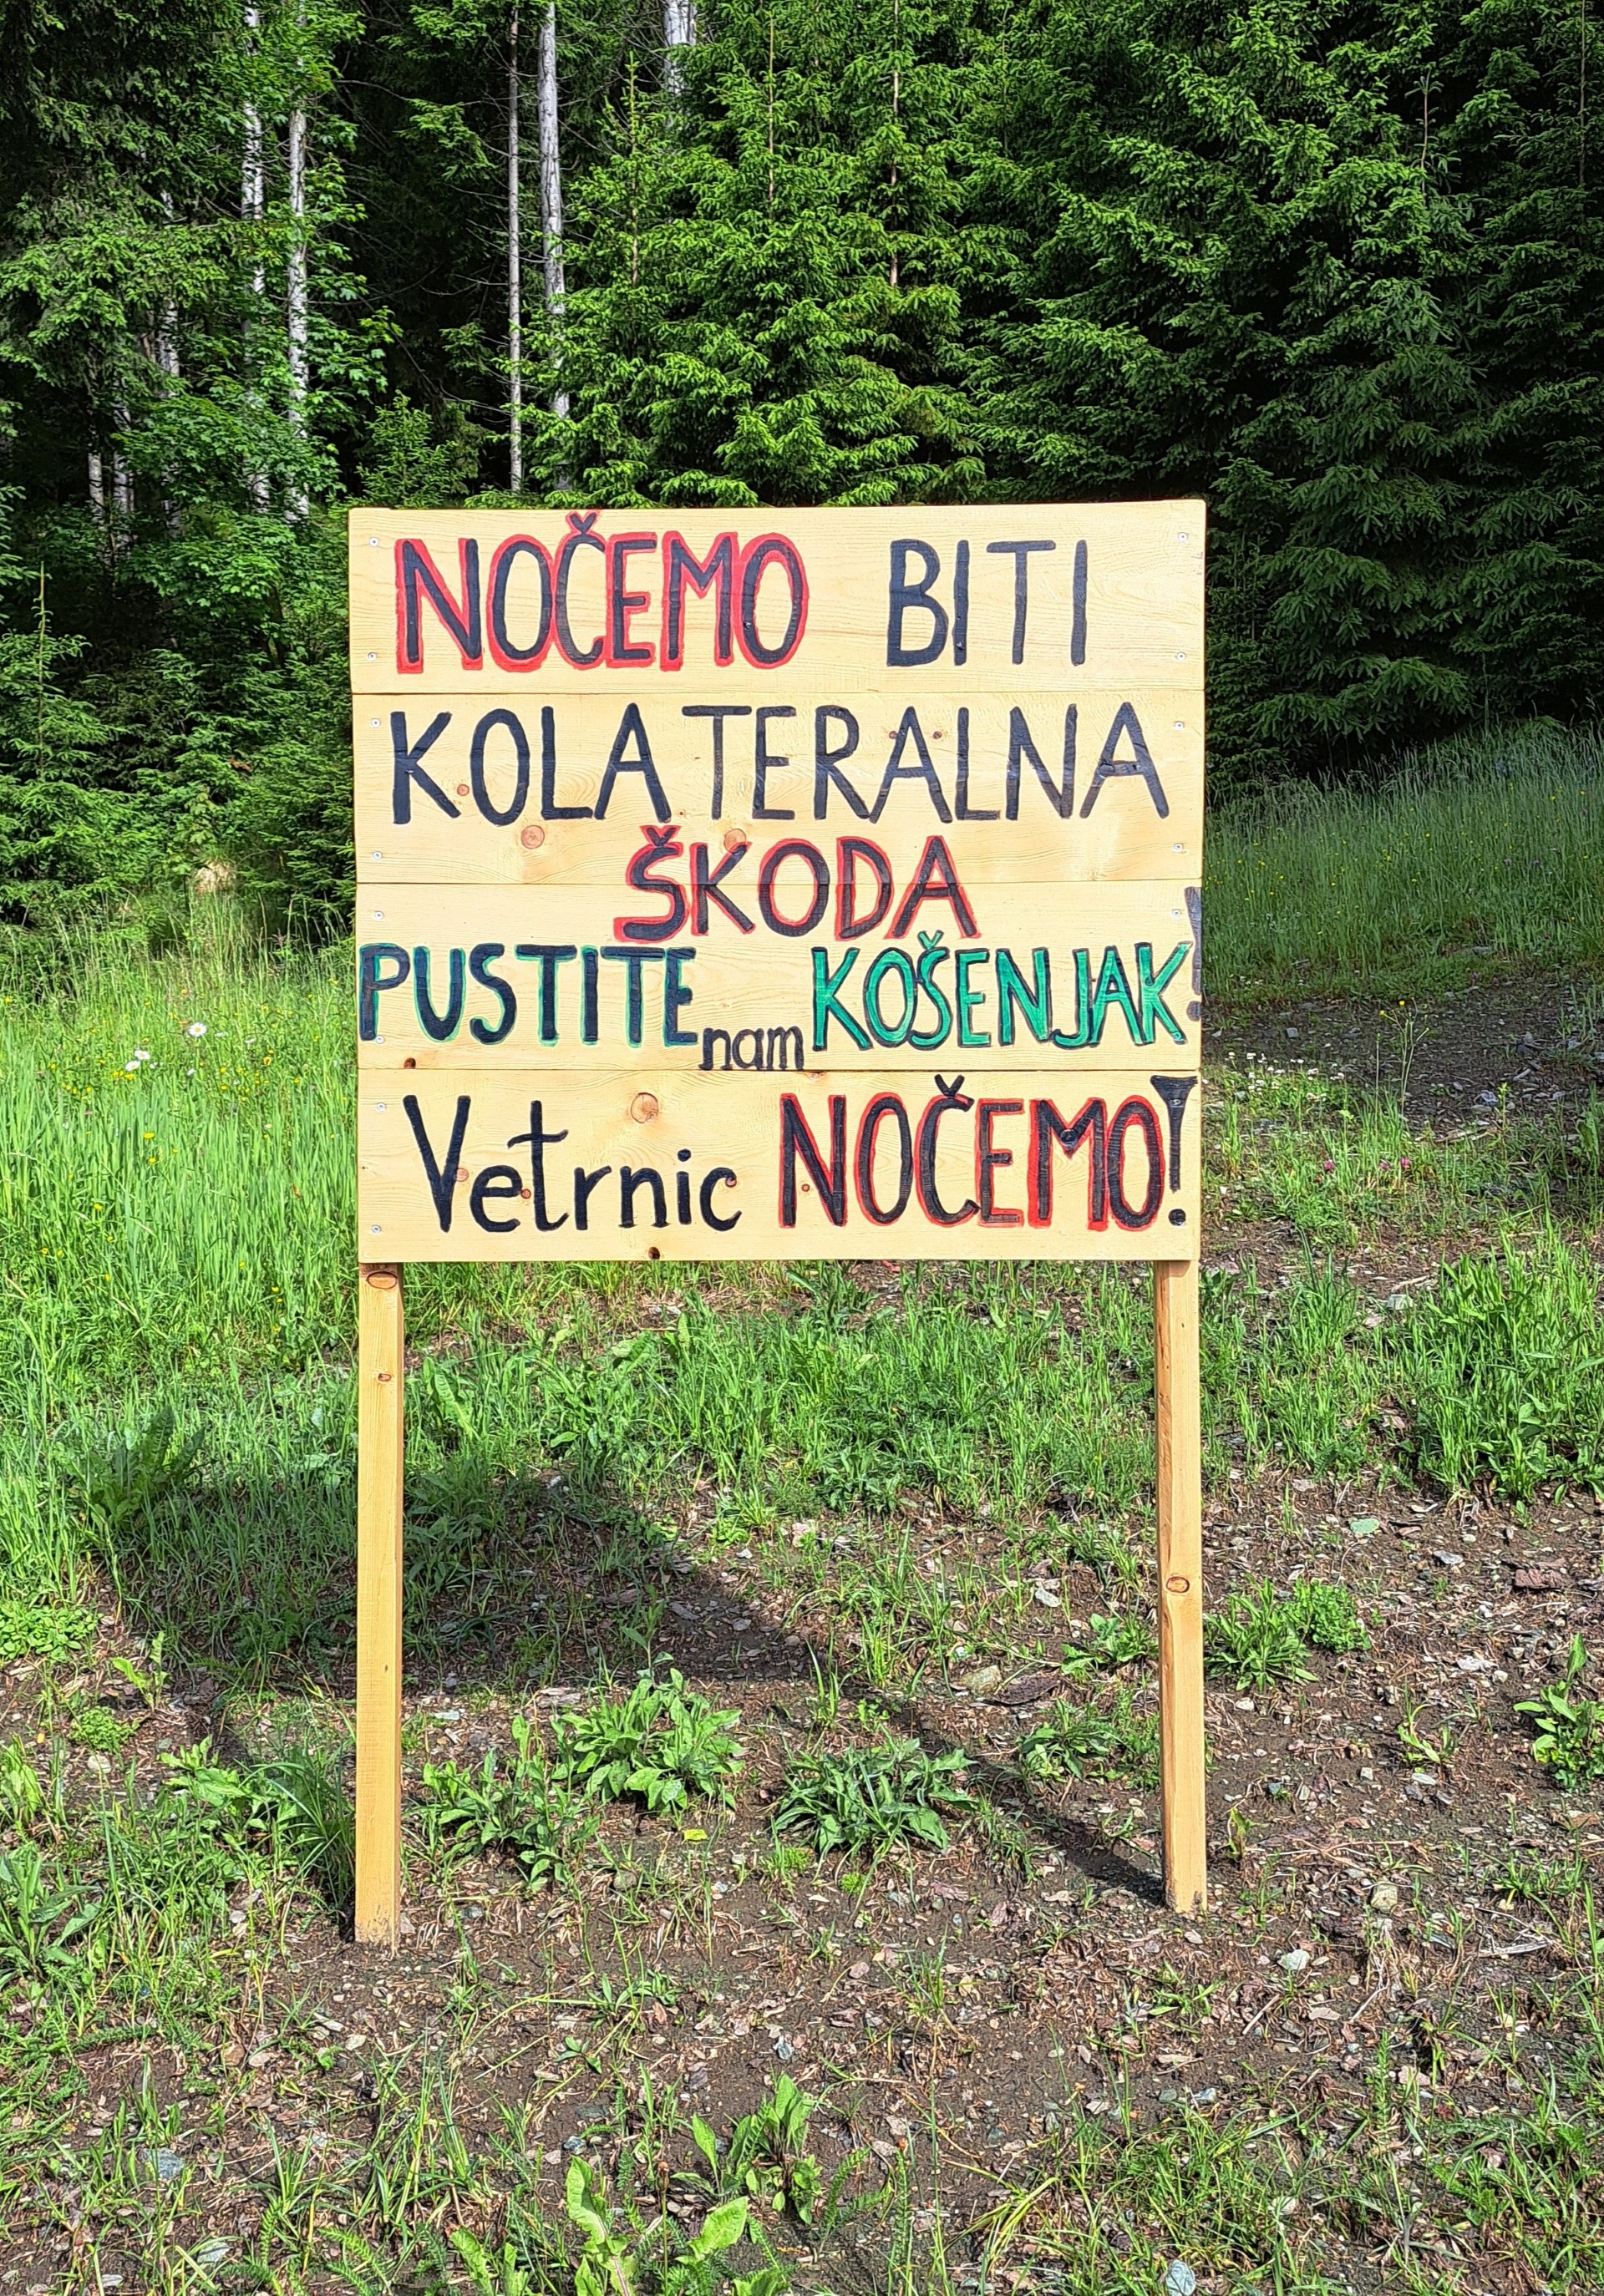 NOČEMO BITI
KOLATERALNA
ŠKODA
PUSTITE nam KOŠENJAK!
Vetrnic NOČEMO!